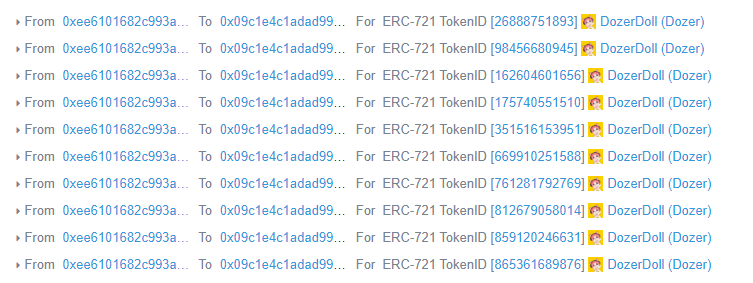 From 0xee6101682c993a... To 0x09c1e4c1adad99... For ERC-721 TokenID [26888751893] DozerDoll (Dozer)
From 0xee6101682c993a... To 0x09c1e4c1adad99... For ERC-721 TokenID [98456680945] DozerDoll (Dozer)
From 0xee6101682c993a... To 0x09c1e4c1adad99... For ERC-721 TokenID [162604601656] DozerDoll (Dozer)
From 0xee6101682c993a... To 0x09c1e4c1adad99... For ERC-721 TokenID [175740551510] DozerDoll (Dozer)
From 0xee6101682c993a... To 0x09c1e4c1adad99... For ERC-721 TokenID [351516153951] DozerDoll (Dozer)
From 0xee6101682c993a... To 0x09c1e4c1adad99... For ERC-721 TokenID [669910251588] DozerDoll (Dozer)
From 0xee6101682c993a... To 0x09c1e4c1adad99... For ERC-721 TokenID [761281792769] DozerDoll (Dozer)
From 0xee6101682c993a... To 0x09c1e4c1adad99... For ERC-721 TokenID [812679058014] DozerDoll (Dozer)
From 0xee6101682c993a... To 0x09c1e4c1adad99... For ERC-721 TokenID [859120246631] DozerDoll (Dozer)
From 0xee6101682c993a... To 0x09c1e4c1adad99... For ERC-721 TokenID [865361689876] DozerDoll (Dozer)